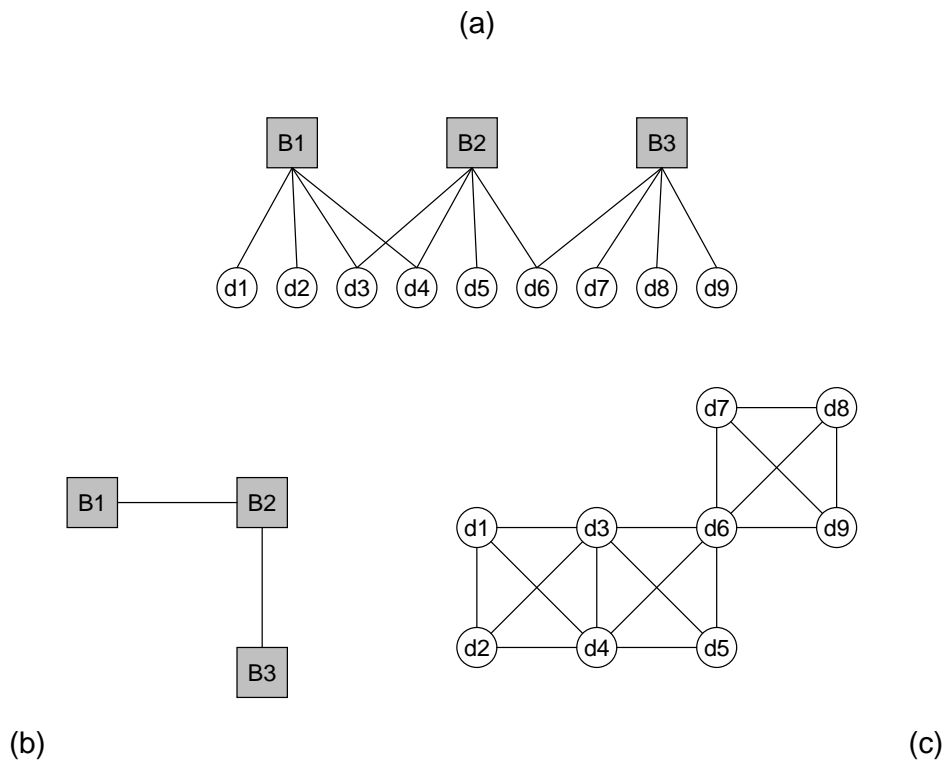 (a)
B1 B2 B3
d1 d2 d3 d4 d5 d6 d7 d8 d9
d7 d8
B1 B2
d1 d3 d6 d9
d2 d4 d5
B3
(b) (c)